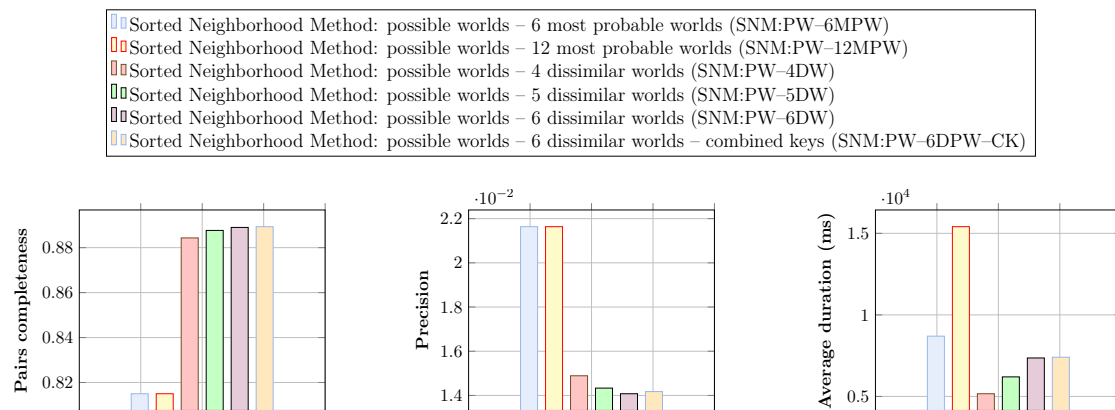 Sorted Neighborhood Method: possible worlds – 6 most probable worlds (SNM:PW–6MPW)
Sorted Neighborhood Method: possible worlds – 12 most probable worlds (SNM:PW–12MPW)
Sorted Neighborhood Method: possible worlds – 4 dissimilar worlds (SNM:PW–4DW)
Sorted Neighborhood Method: possible worlds – 5 dissimilar worlds (SNM:PW–5DW)
Sorted Neighborhood Method: possible worlds – 6 dissimilar worlds (SNM:PW–6DW)
Sorted Neighborhood Method: possible worlds – 6 dissimilar worlds – combined keys (SNM:PW–6DPW–CK)
Pairs completeness
0.88
0.86
0.84
0.82
·10⁻²
Precision
2.2
2
1.8
1.6
1.4
·10⁴
Average duration (ms)
1.5
1
0.5